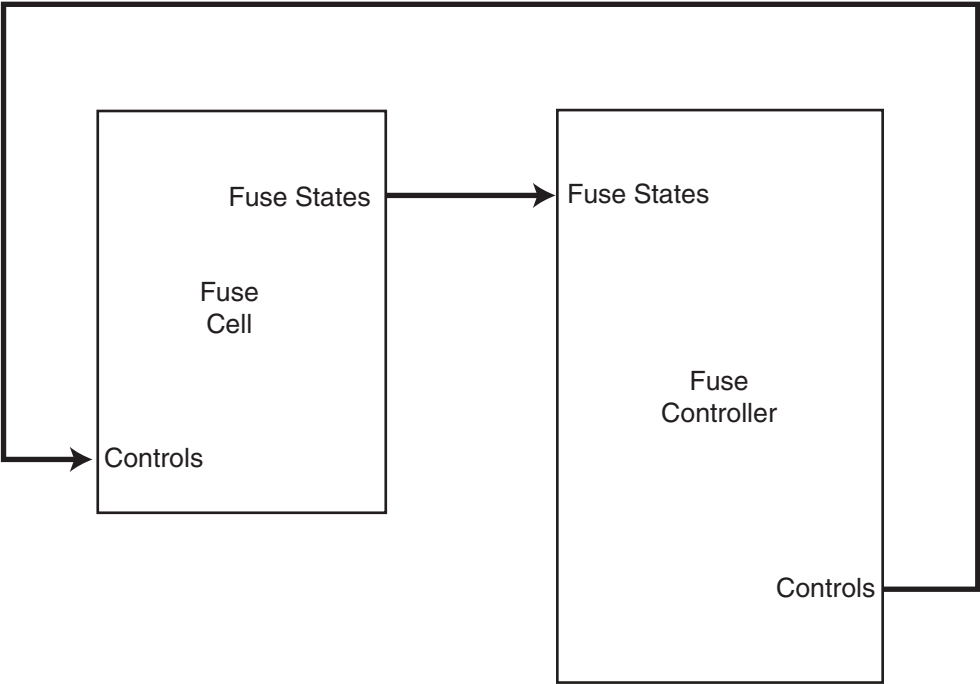 Fuse States
Fuse
Cell
Controls
Fuse States
Fuse
Controller
Controls